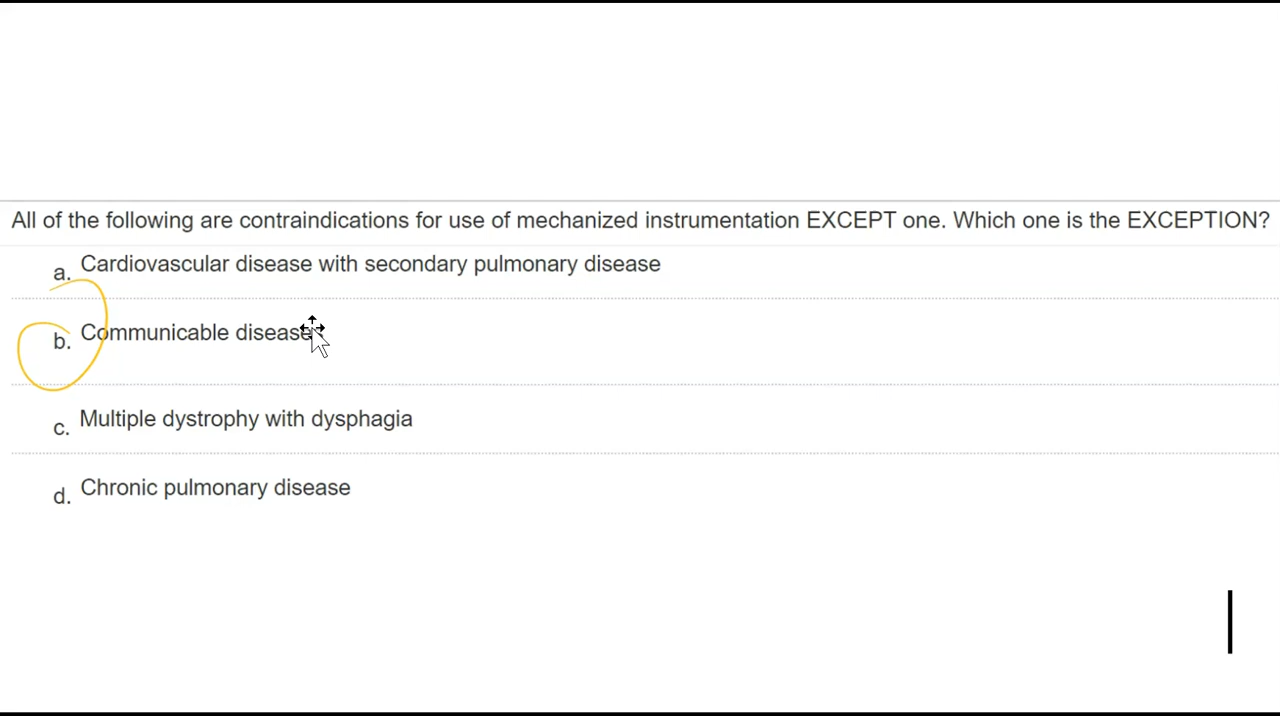 All of the following are contraindications for use of mechanized instrumentation EXCEPT one. Which one is the EXCEPTION?
a. Cardiovascular disease with secondary pulmonary disease
b. Communicable disease
c. Multiple dystrophy with dysphagia
d. Chronic pulmonary disease